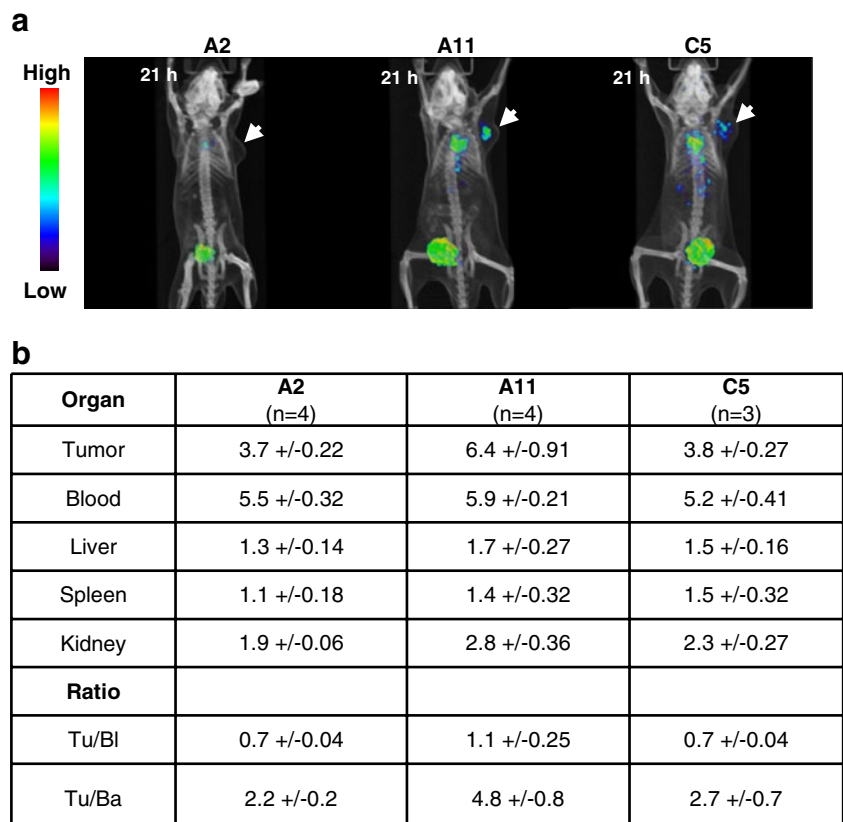 a
A2 A11 C5
High 21 h 21 h 21 h
Low
b
Organ A2 (n=4) A11 (n=4) C5 (n=3)
Tumor 3.7 +/-0.22 6.4 +/-0.91 3.8 +/-0.27
Blood 5.5 +/-0.32 5.9 +/-0.21 5.2 +/-0.41
Liver 1.3 +/-0.14 1.7 +/-0.27 1.5 +/-0.16
Spleen 1.1 +/-0.18 1.4 +/-0.32 1.5 +/-0.32
Kidney 1.9 +/-0.06 2.8 +/-0.36 2.3 +/-0.27
Ratio
Tu/Bl 0.7 +/-0.04 1.1 +/-0.25 0.7 +/-0.04
Tu/Ba 2.2 +/-0.2 4.8 +/-0.8 2.7 +/-0.7